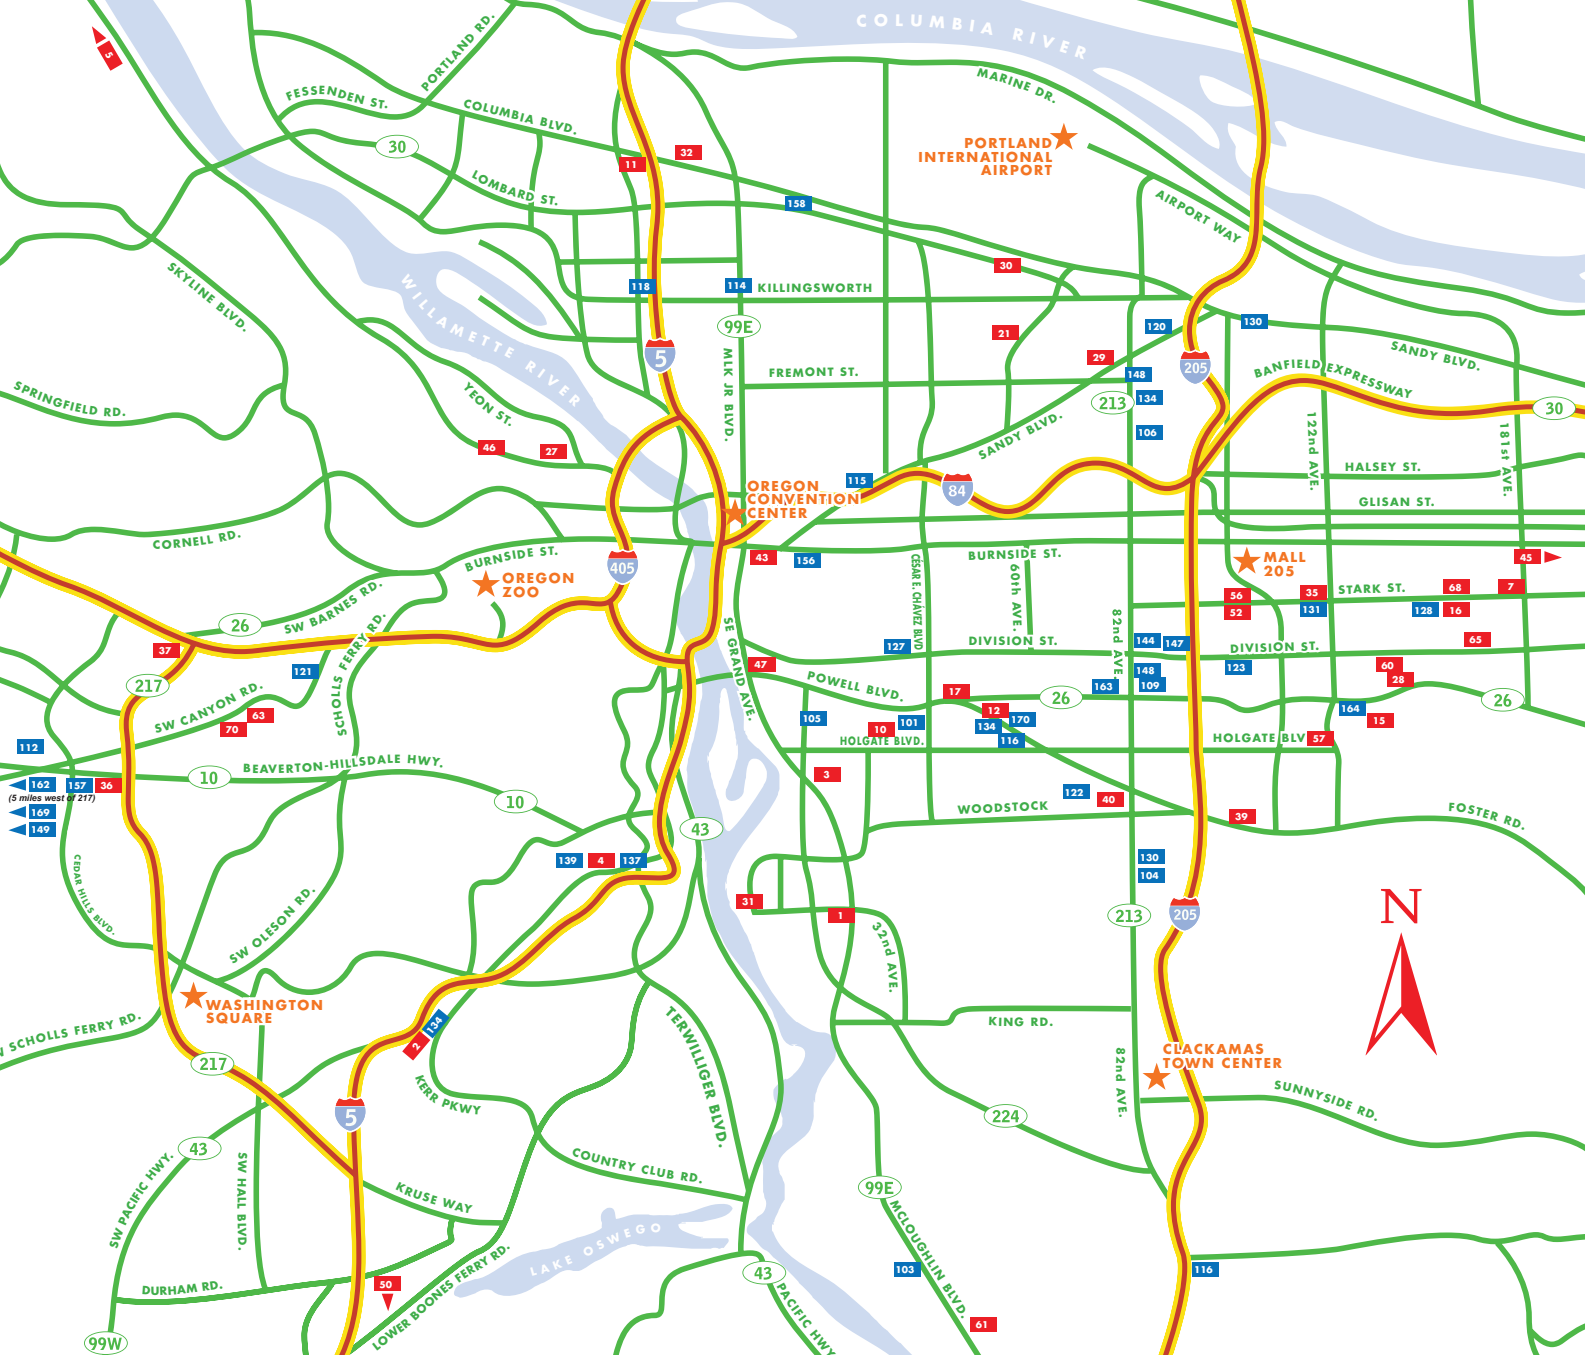 COLUMBIA RIVER
5
PORTLAND RD.
FESSENDEN ST.
COLUMBIA BLVD.
MARINE DR.
30
PORTLAND
INTERNATIONAL
AIRPORT
32
11
LOMBARD ST.
158
AIRPORT WAY
SKYLINE BLVD.
30
WILLAMETTE RIVER
118
114
KILLINGSWORTH
99E
21
120
130
5
29
205
SANDY BLVD.
BANFIELD EXPRESSWAY
MLK JR BLVD.
FREMONT ST.
148
SPRINGFIELD RD.
YEON ST.
213
134
30
46
27
SANDY BLVD.
106
122nd AVE.
181st AVE.
115
84
HALSEY ST.
OREGON
CONVENTION
CENTER
GLISAN ST.
CORNELL RD.
BURNSIDE ST.
43
156
BURNSIDE ST.
MALL
205
45
405
OREGON
ZOO
CÉSAR E. CHÁVEZ BLVD
60th AVE.
STARK ST.
56
35
68
7
52
131
128
16
26
SW BARNES RD.
SCHOLLS FERRY RD.
SE GRAND AVE.
82nd AVE.
127
DIVISION ST.
144
147
DIVISION ST.
65
37
121
47
148
123
60
28
217
SW CANYON RD.
POWELL BLVD.
17
26
163
109
26
63
70
105
10
101
12
170
134
116
164
15
HOLGATE BLVD.
HOLGATE BLV
57
112
10
BEAVERTON-HILLSDALE HWY.
3
162
157
36
(5 miles west of 217)
169
149
10
122
40
WOODSTOCK
39
FOSTER RD.
43
139
4
137
130
104
CEDAR HILLS BLVD.
SW OLESON RD.
31
1
213
205
N
32nd AVE.
WASHINGTON
SQUARE
W SCHOLLS FERRY RD.
134
2
TERWILLIGER BLVD.
KING RD.
CLACKAMAS
TOWN CENTER
217
82nd AVE.
KERR PKWY
5
224
SUNNYSIDE RD.
43
SW PACIFIC HWY.
SW HALL BLVD.
COUNTRY CLUB RD.
KRUSE WAY
99E
MCLOUGHLIN BLVD.
LAKE OSWEGO
DURHAM RD.
50
LOWER BOONES FERRY RD.
43
PACIFIC HWY
103
116
61
99W